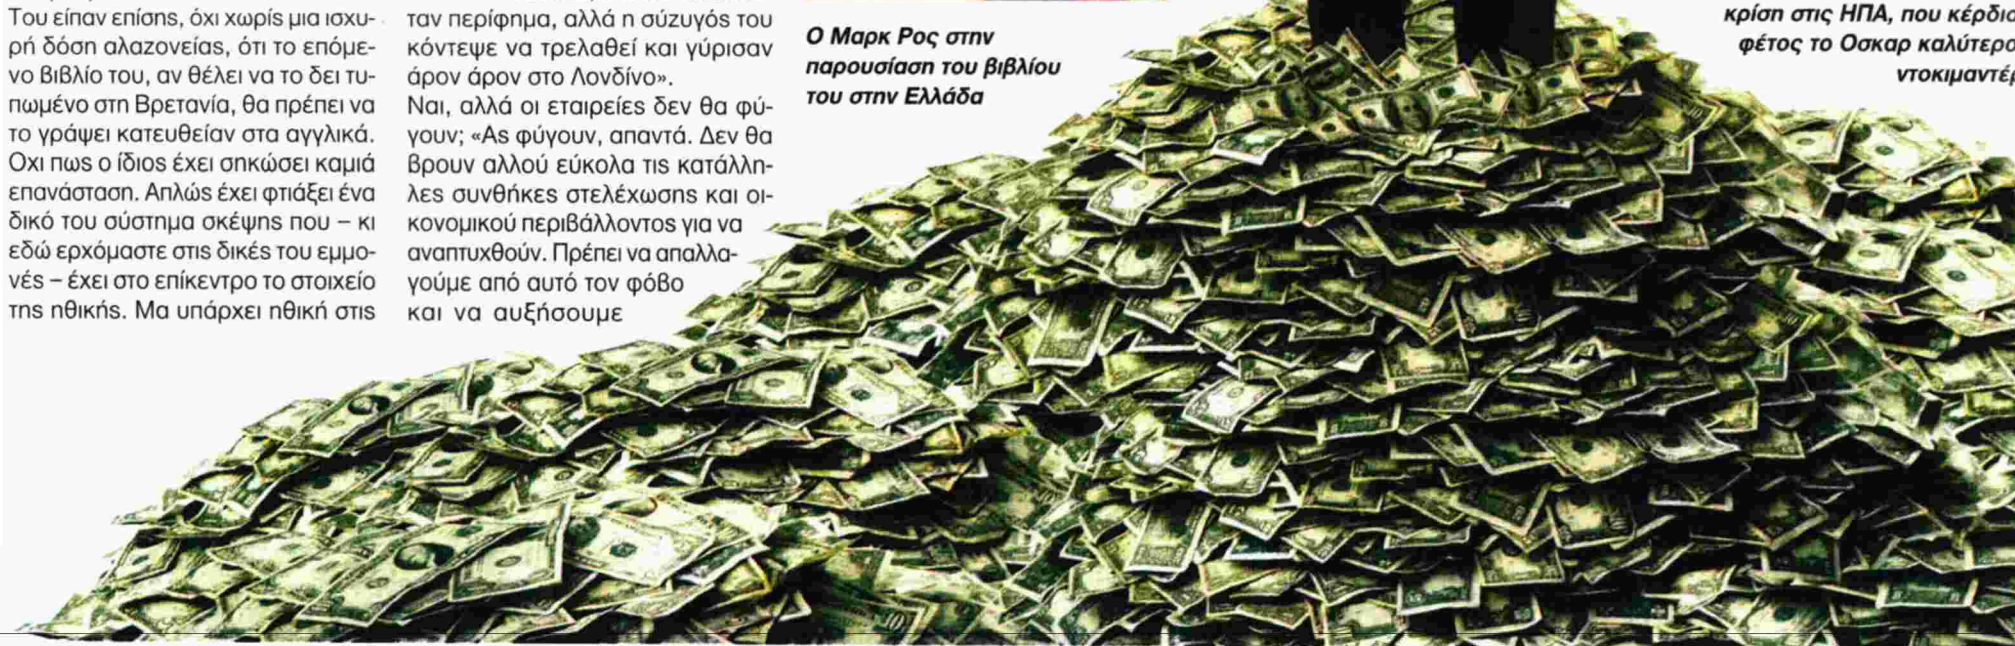 Του είπαν επίσης, όχι χωρίς μια ισχυ-
ρή δόση αλαζονείας, ότι το επόμε-
νο βιβλίο του, αν θέλει να το δει τυ-
πωμένο στη Βρετανία, θα πρέπει να
το γράψει κατευθείαν στα αγγλικά.
Οχι πως ο ίδιος έχει σηκώσει καμιά
επανάσταση. Απλώς έχει φτιάξει ένα
δικό του σύστημα σκέψης που – κι
εδώ ερχόμαστε στις δικές του εμμο-
νές – έχει στο επίκεντρο το στοιχείο
της ηθικής. Μα υπάρχει ηθική στις
ταν περίφημα, αλλά η σύζυγός του
κόντεψε να τρελαθεί και γύρισαν
άρον άρον στο Λονδίνο».
Ναι, αλλά οι εταιρείες δεν θα φύ-
γουν; «Ας φύγουν, απαντά. Δεν θα
βρουν αλλού εύκολα τις κατάλλη-
λες συνθήκες στελέχωσης και οι-
κονομικού περιβάλλοντος για να
αναπτυχθούν. Πρέπει να απαλλα-
γούμε από αυτό τον φόβο
και να αυξήσουμε
Ο Μαρκ Ρος στην
παρουσίαση του βιβλίου
του στην Ελλάδα
κρίση στις ΗΠΑ, που κέρδισ
φέτος το Οσκαρ καλύτερο
ντοκιμαντέρ